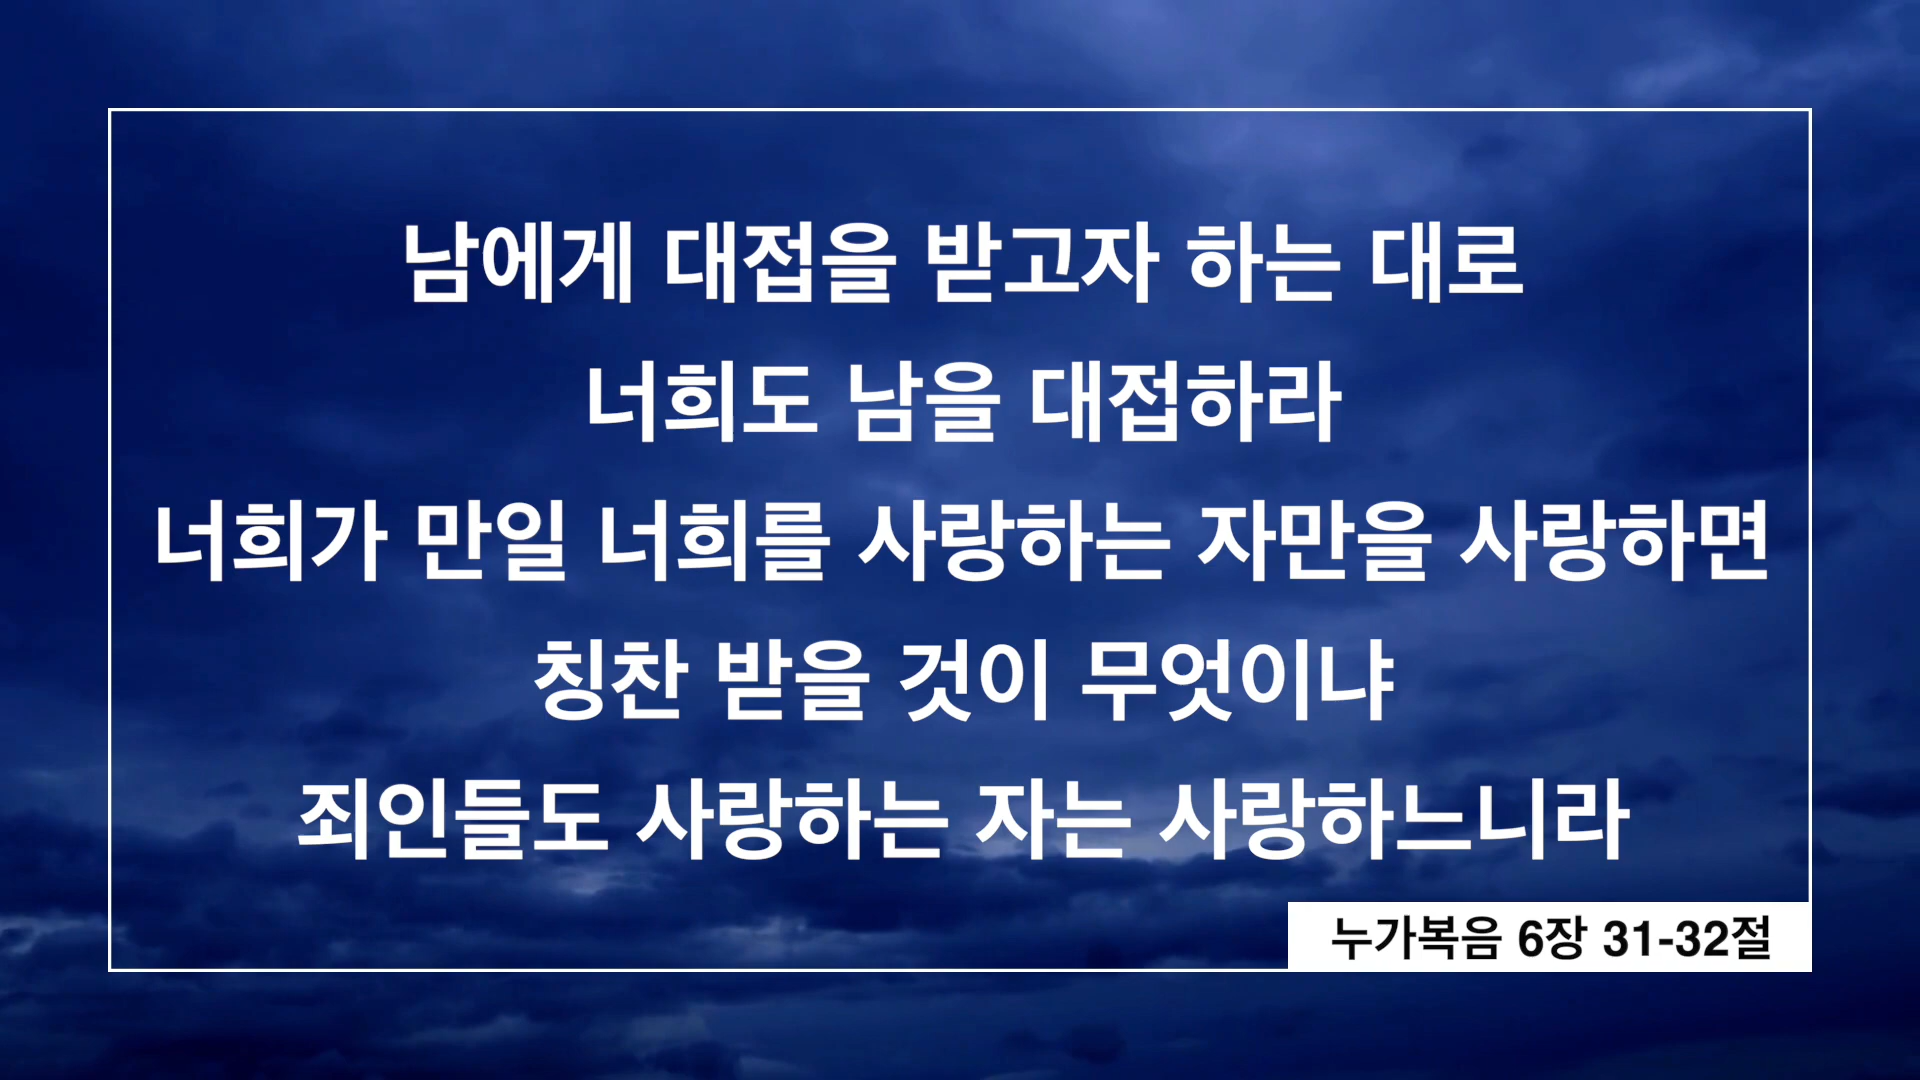 남에게 대접을 받고자 하는 대로
너희도 남을 대접하라
너희가 만일 너희를 사랑하는 자만을 사랑하면
칭찬 받을 것이 무엇이냐
죄인들도 사랑하는 자는 사랑하느니라
누가복음 6장 31-32절